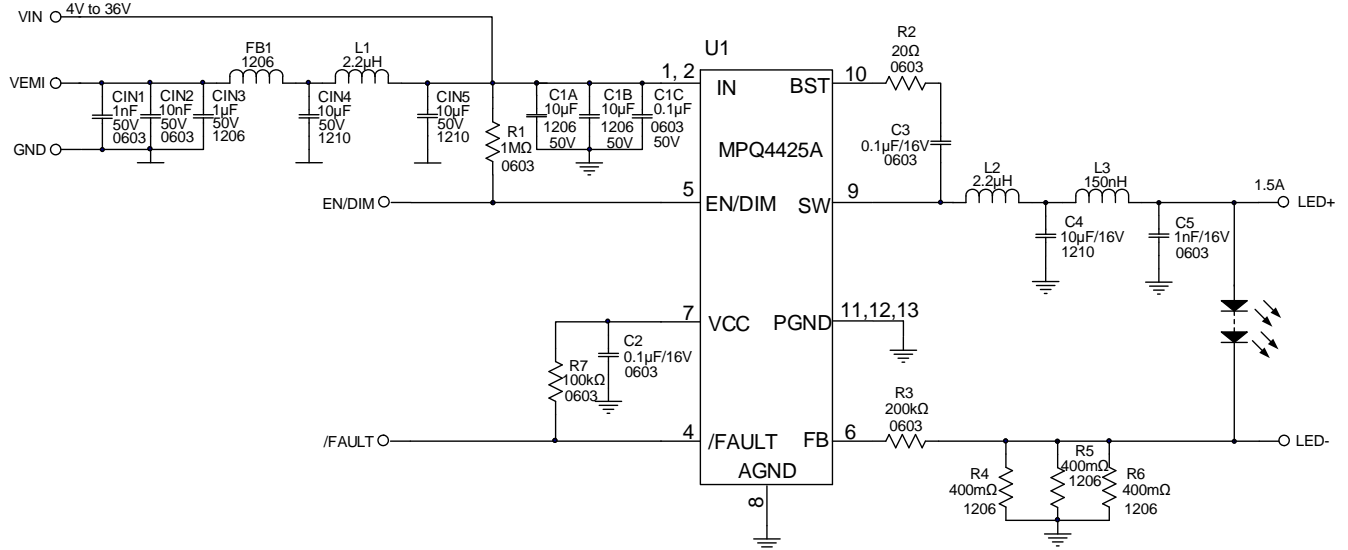 VIN
4V to 36V
VEMI
GND
FB1
1206
L1
2.2µH
CIN1
1nF
50V
0603
CIN2
10nF
50V
0603
CIN3
1µF
50V
1206
CIN4
10µF
50V
1210
CIN5
10µF
50V
1210
R1
1MΩ
0603
C1A
10µF
1206
50V
C1B
10µF
1206
50V
C1C
0.1µF
0603
50V
EN/DIM
/FAULT
R7
100kΩ
0603
C2
0.1µF/16V
0603
U1
1, 2
IN
BST
10
MPQ4425A
5
EN/DIM
SW
9
7
VCC
PGND
11,12,13
4
/FAULT
FB
6
AGND
8
R2
20Ω
0603
C3
0.1µF/16V
0603
L2
2.2µH
L3
150nH
C4
10µF/16V
1210
C5
1nF/16V
0603
1.5A
LED+
R3
200kΩ
0603
LED-
R4
400mΩ
1206
R5
400mΩ
1206
R6
400mΩ
1206